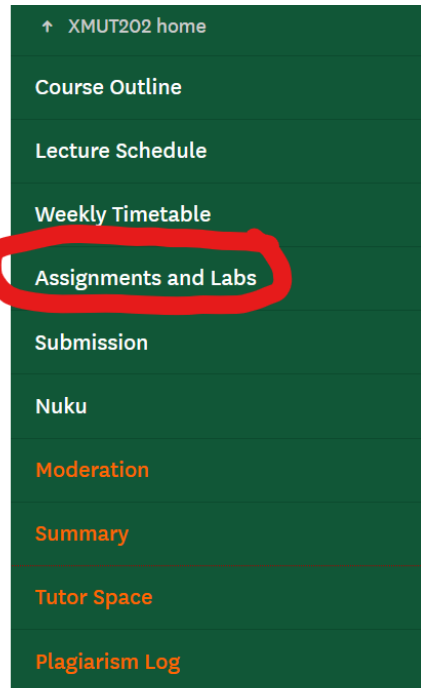 ↑ XMUT202 home
Course Outline
Lecture Schedule
Weekly Timetable
Assignments and Labs
Submission
Nuku
Moderation
Summary
Tutor Space
Plagiarism Log